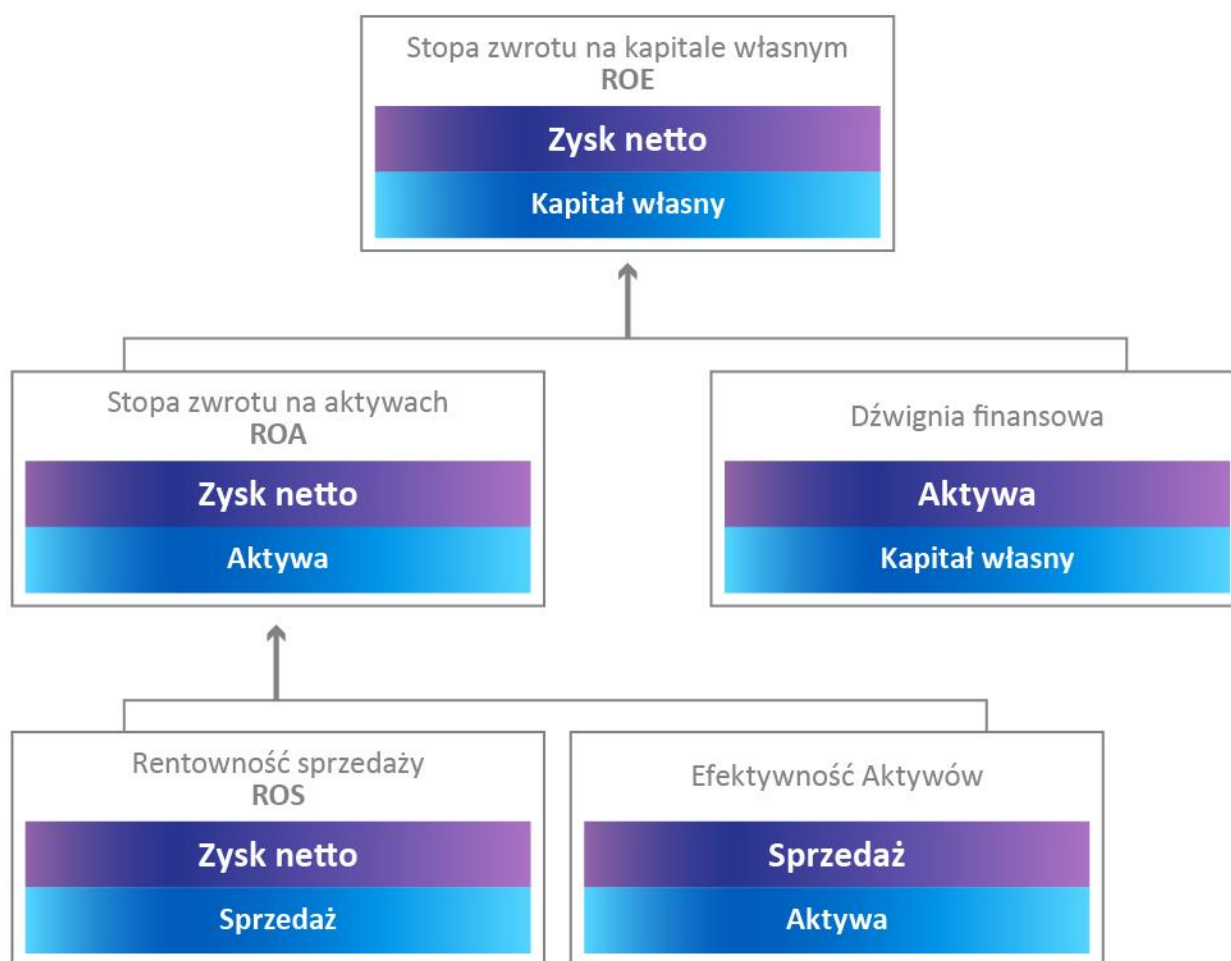 Stopa zwrotu na kapitale własnym
ROE
Zysk netto
Kapitał własny
Stopa zwrotu na aktywach
ROA
Zysk netto
Aktywa
Dźwignia finansowa
Aktywa
Kapitał własny
Rentowność sprzedaży
ROS
Zysk netto
Sprzedaż
Efektywność Aktywów
Sprzedaż
Aktywa